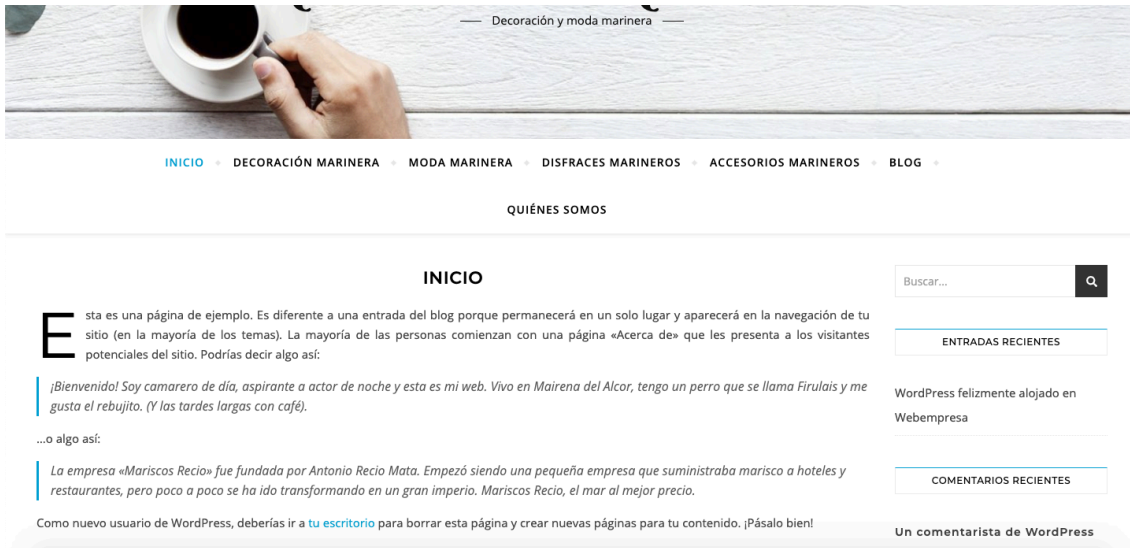 Decoración y moda marinera
INICIO
DECORACIÓN MARINERA
MODA MARINERA
DISFRACES MARINEROS
ACCESORIOS MARINEROS
BLOG
QUIÉNES SOMOS
INICIO
Esta es una página de ejemplo. Es diferente a una entrada del blog porque permanecerá en un solo lugar y aparecerá en la navegación de tu
sitio (en la mayoría de los temas). La mayoría de las personas comienzan con una página «Acerca de» que les presenta a los visitantes
potenciales del sitio. Podrías decir algo así:
¡Bienvenido! Soy camarero de día, aspirante a actor de noche y esta es mi web. Vivo en Mairena del Alcor, tengo un perro que se llama Firulais y me
gusta el rebujito. (Y las tardes largas con café).
...o algo así:
La empresa «Mariscos Recio» fue fundada por Antonio Recio Mata. Empezó siendo una pequeña empresa que suministraba marisco a hoteles y
restaurantes, pero poco a poco se ha ido transformando en un gran imperio. Mariscos Recio, el mar al mejor precio.
Como nuevo usuario de WordPress, deberías ir a tu escritorio para borrar esta página y crear nuevas páginas para tu contenido. ¡Pásalo bien!
Buscar...
ENTRADAS RECIENTES
WordPress felizmente alojado en
Webempresa
COMENTARIOS RECIENTES
Un comentarista de WordPress